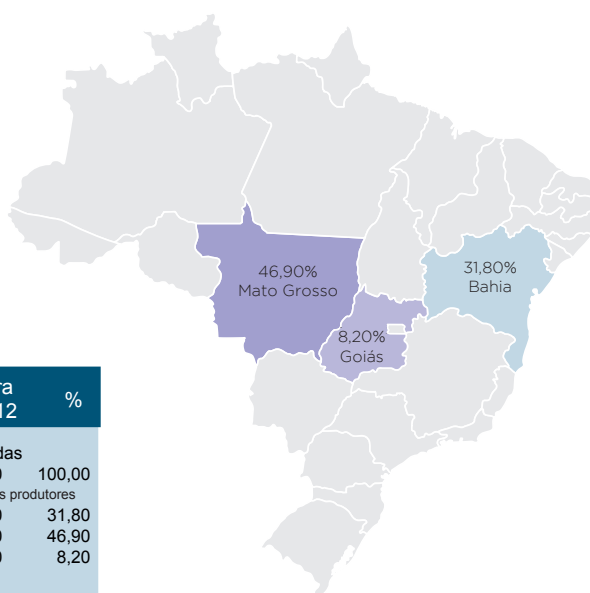 46,90%
Mato Grosso
31,80%
Bahia
8,20%
Goiás
%
100,00
s produtores
31,80
46,90
8,20